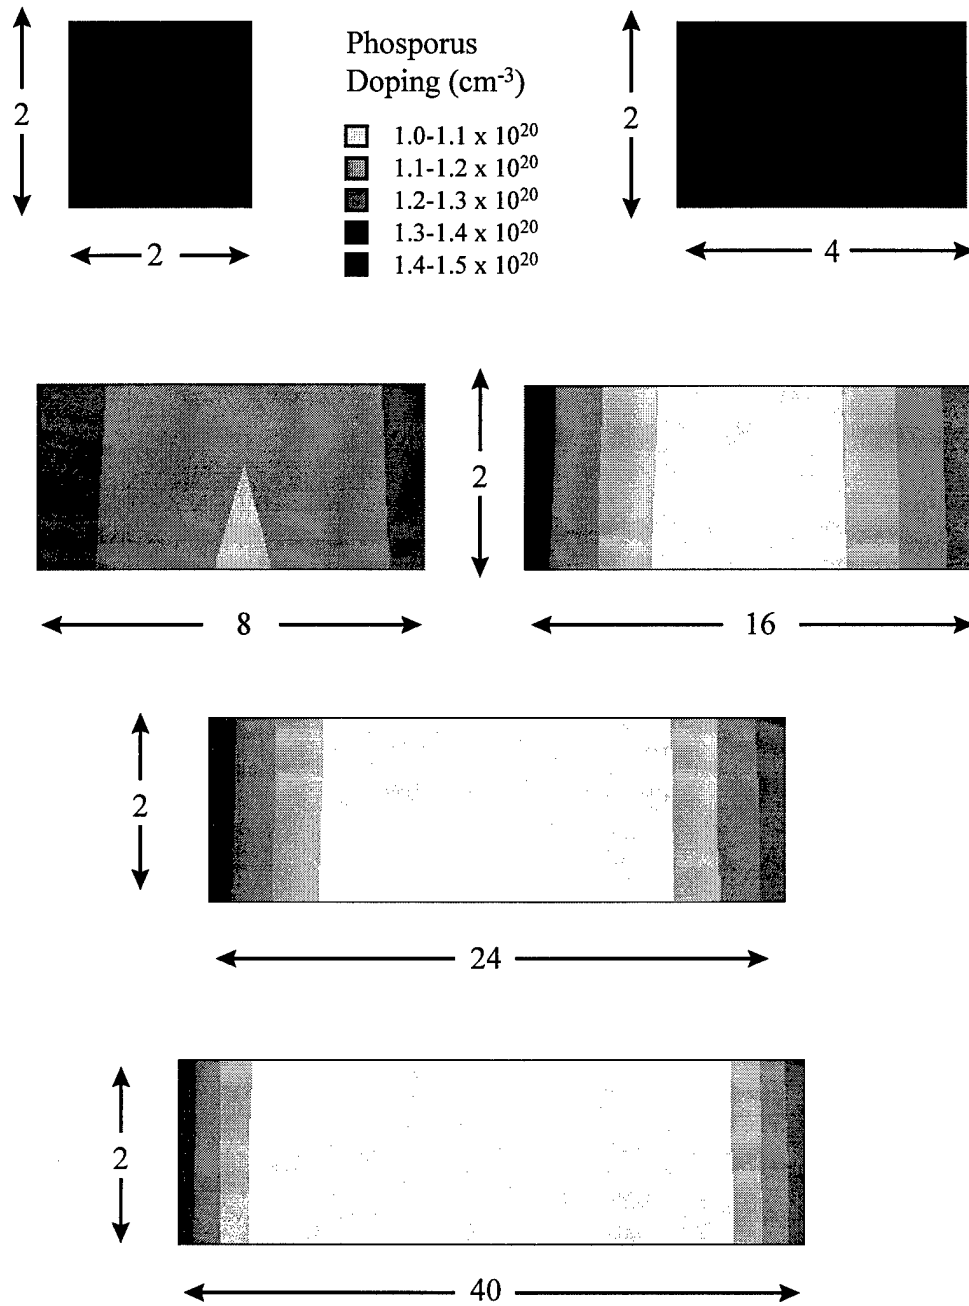 Phosporus
Doping (cm⁻³)
1.0-1.1 x 10²⁰
1.1-1.2 x 10²⁰
1.2-1.3 x 10²⁰
1.3-1.4 x 10²⁰
1.4-1.5 x 10²⁰
2
2
2
4
2
8
16
2
24
2
40